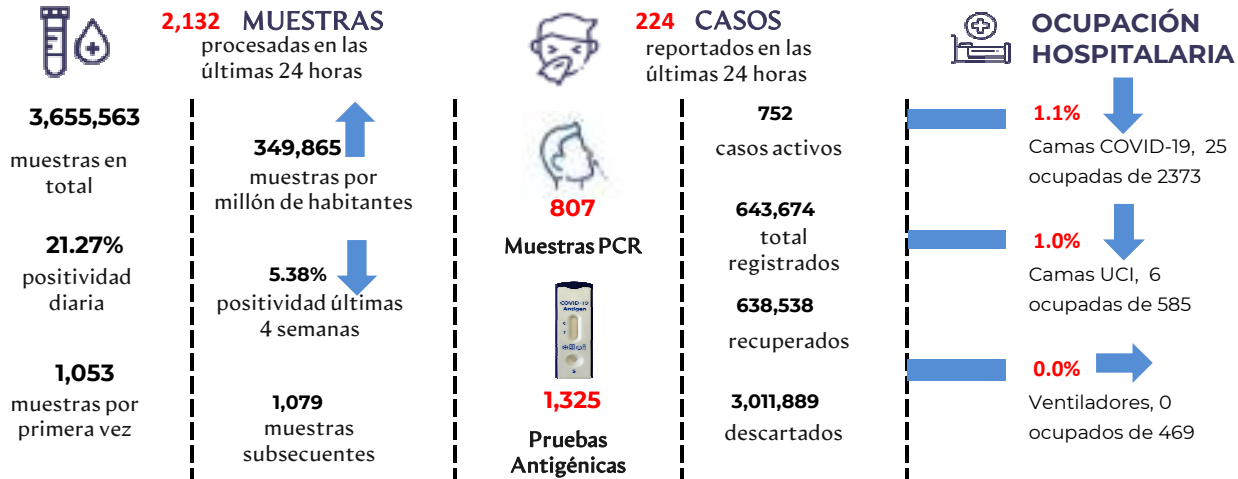 2,132 MUESTRAS
procesadas en las
últimas 24 horas
3,655,563
muestras en
total
21.27%
positividad
diaria
1,053
muestras por
primera vez
349,865
muestras por
millón de habitantes
5.38%
positividad últimas
4 semanas
1,079
muestras
subsecuentes
224 CASOS
reportados en las
últimas 24 horas
807
Muestras PCR
COVID-19
Antigen
C
T
S
1,325
Pruebas
Antigénicas
752
casos activos
643,674
total
registrados
638,538
recuperados
3,011,889
descartados
OCUPACIÓN
HOSPITALARIA
1.1%
Camas COVID-19, 25
ocupadas de 2373
1.0%
Camas UCI, 6
ocupadas de 585
0.0%
Ventiladores, 0
ocupados de 469